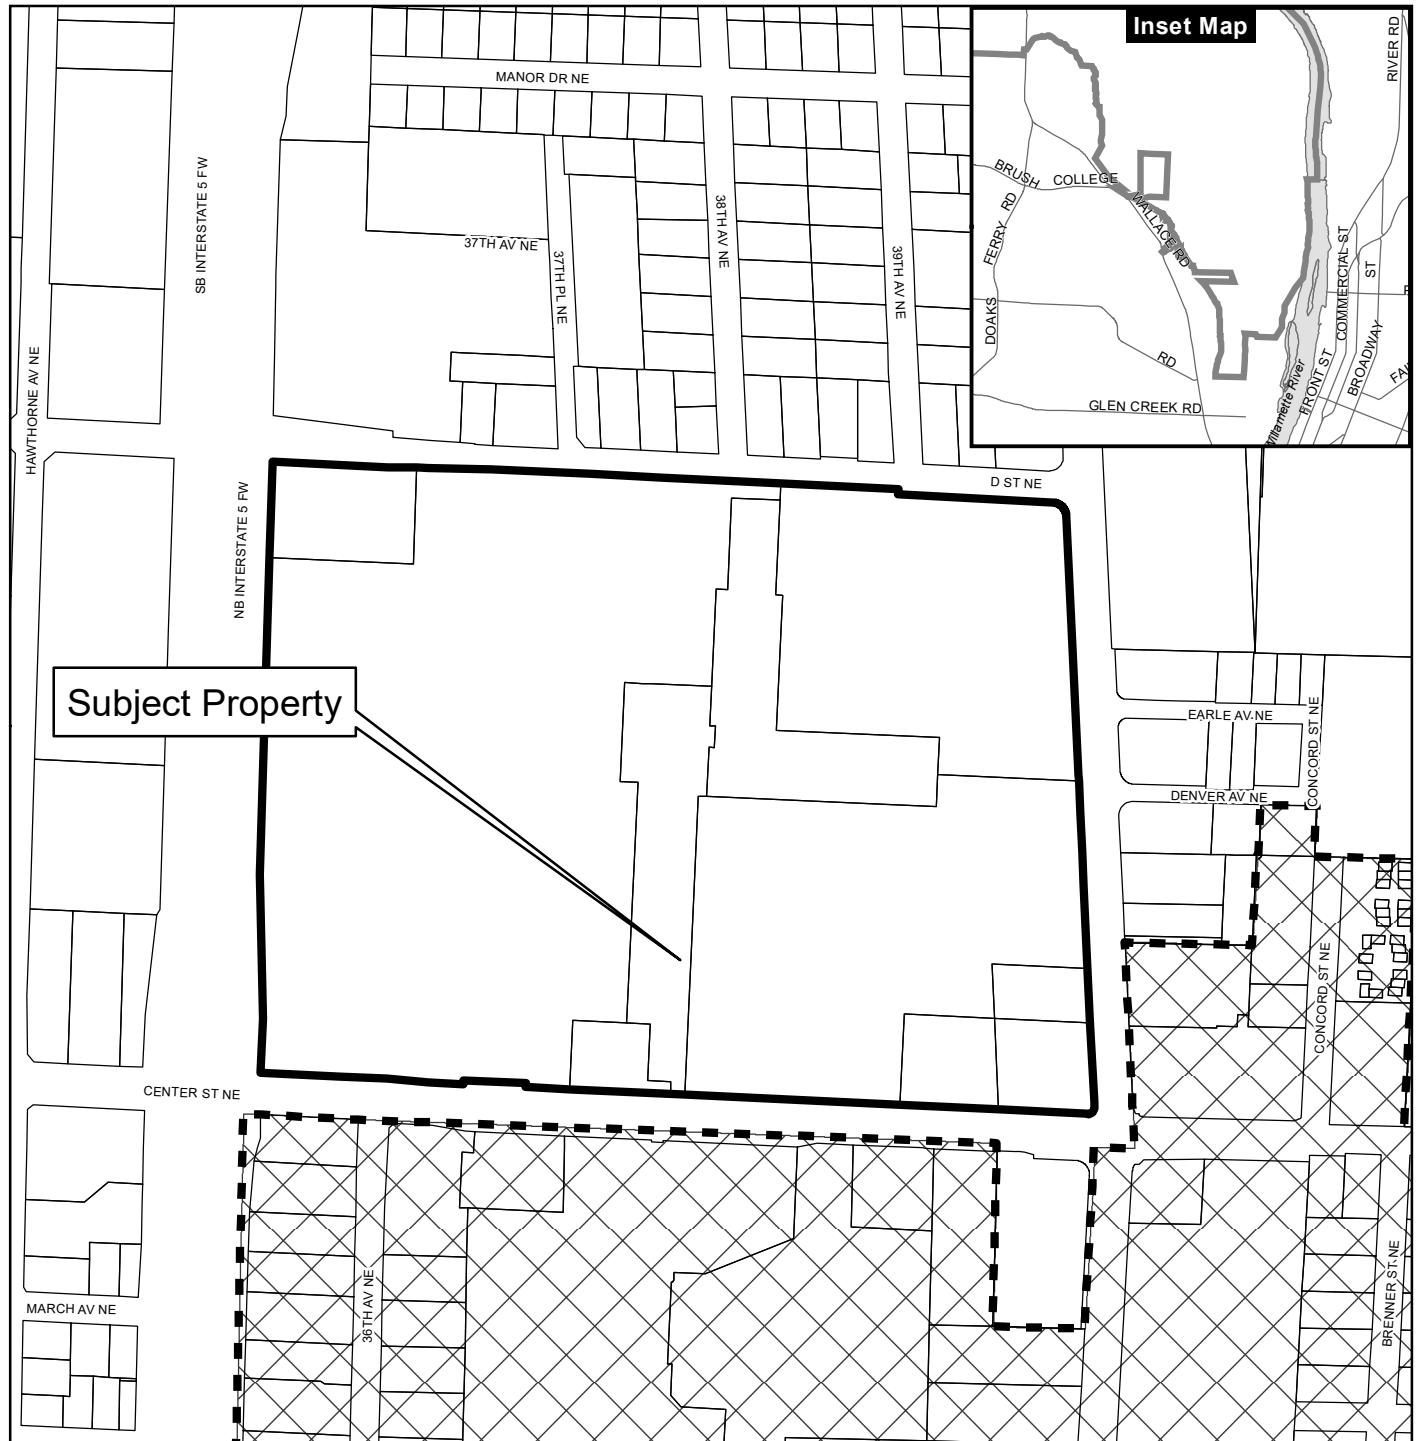 Inset Map
RIVER RD
BRUSH
COLLEGE
FERRY
RD
DOAKS
WALLACE RD
RD
GLEN CREEK RD
Willamette River
FRONT ST
COMMERCIAL ST
BROADWAY
ST
MANOR DR NE
SB INTERSTATE 5 FW
37TH AV NE
37TH PL NE
38TH AV NE
39TH AV NE
HAWTHORNE AV NE
D ST NE
NB INTERSTATE 5 FW
Subject Property
EARLE AV NE
CONCORD ST NE
DENVER AV NE
CONCORD ST NE
CENTER ST NE
MARCH AV NE
36TH AV NE
BRENNER ST NE